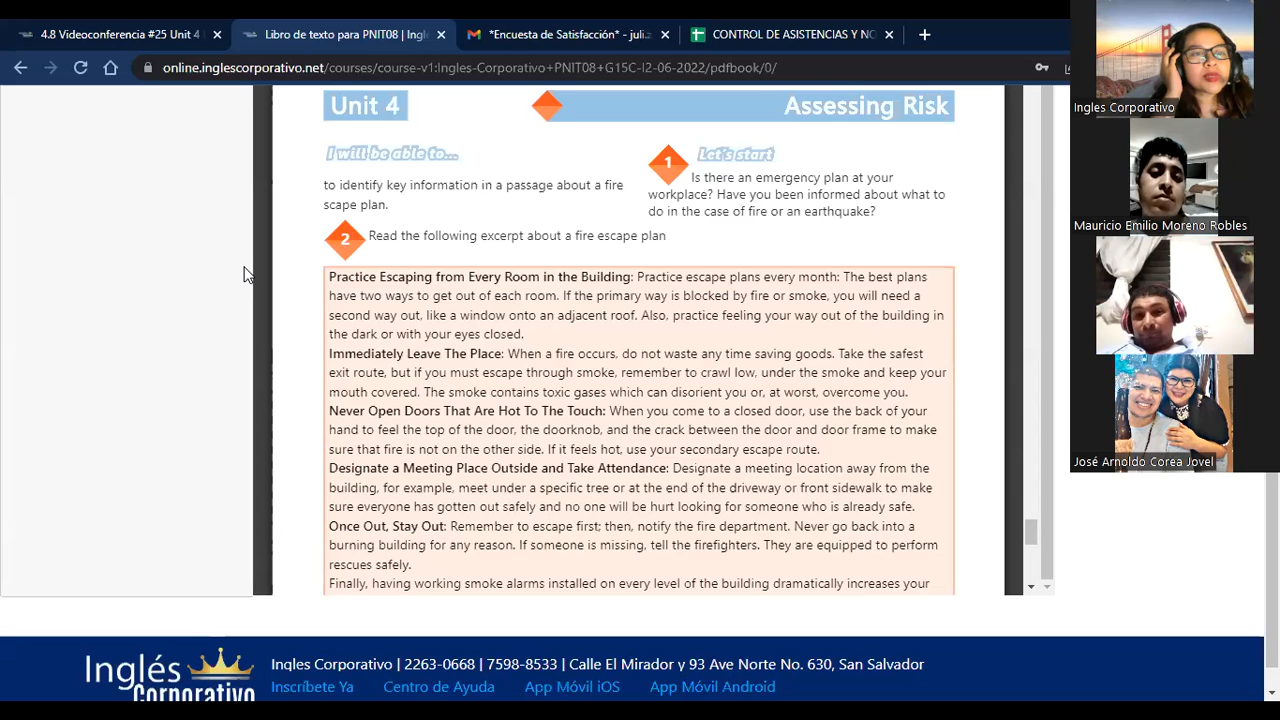 4.8 Videoconferencia #25 Unit 4
Libro de texto para PNIT08 | Ingl
*Encuesta de Satisfacción* - juli.z
CONTROL DE ASISTENCIAS Y NO
online.inglescorporativo.net/courses/course-v1:Ingles-Corporativo+PNIT08+G15C-I2-06-2022/pdfbook/0/
Ingles Corporativo
Mauricio Emilio Moreno Robles
José Arnoldo Corea Jovel
Unit 4
Assessing Risk
I will be able to...
to identify key information in a passage about a fire
scape plan.
1
Let's start
Is there an emergency plan at your
workplace? Have you been informed about what to
do in the case of fire or an earthquake?
2
Read the following excerpt about a fire escape plan
Practice Escaping from Every Room in the Building: Practice escape plans every month: The best plans
have two ways to get out of each room. If the primary way is blocked by fire or smoke, you will need a
second way out, like a window onto an adjacent roof. Also, practice feeling your way out of the building in
the dark or with your eyes closed.
Immediately Leave The Place: When a fire occurs, do not waste any time saving goods. Take the safest
exit route, but if you must escape through smoke, remember to crawl low, under the smoke and keep your
mouth covered. The smoke contains toxic gases which can disorient you or, at worst, overcome you.
Never Open Doors That Are Hot To The Touch: When you come to a closed door, use the back of your
hand to feel the top of the door, the doorknob, and the crack between the door and door frame to make
sure that fire is not on the other side. If it feels hot, use your secondary escape route.
Designate a Meeting Place Outside and Take Attendance: Designate a meeting location away from the
building, for example, meet under a specific tree or at the end of the driveway or front sidewalk to make
sure everyone has gotten out safely and no one will be hurt looking for someone who is already safe.
Once Out, Stay Out: Remember to escape first; then, notify the fire department. Never go back into a
burning building for any reason. If someone is missing, tell the firefighters. They are equipped to perform
rescues safely.
Finally, having working smoke alarms installed on every level of the building dramatically increases your
Inglés
Corporativo
Ingles Corporativo | 2263-0668 | 7598-8533 | Calle El Mirador y 93 Ave Norte No. 630, San Salvador
Inscríbete Ya
Centro de Ayuda
App Móvil iOS
App Móvil Android